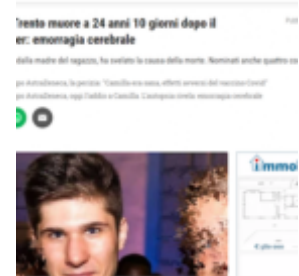 Trento muore a 24 anni 10 giorni dopo il
er: emorragia cerebrale
dalla madre del ragazzo, ha svelato la causa della morte. Nominati anche quattro co
po AstraZeneca, la perizia: "Camilla era sana, effetti avversi del vaccino Covid"
po AstraZeneca, oggi l'addio a Camilla. L'autopsia rivela: emorragia cerebrale
immo